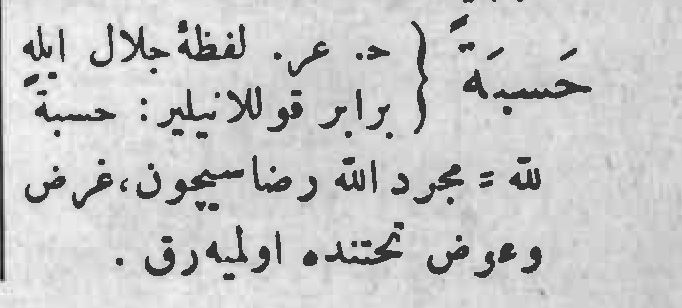 حَسبَةً } ح. عر. لفظهٔ جلال ايله
برابر قوللانيلير: حسبةً
لله = مجرد الله رضاسيچون، غرض
وعوض تحتنده اولميه‌رق .